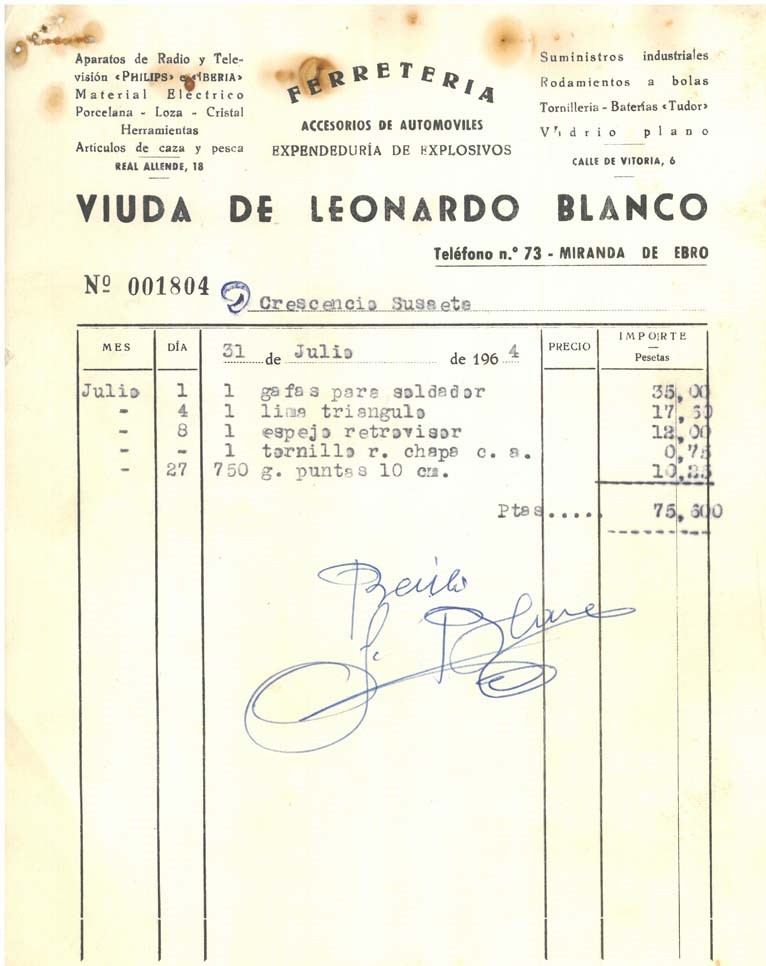 Aparatos de Radio y Tele-
visión «PHILIPS» e «IBERIA»
Material Eléctrico
Porcelana - Loza - Cristal
Herramientas
Artículos de caza y pesca
REAL ALLENDE, 18
FERRETERIA
ACCESORIOS DE AUTOMOVILES
EXPENDEDURÍA DE EXPLOSIVOS
Suministros industriales
Rodamientos a bolas
Tornilleria - Baterías «Tudor»
Vidrio plano
CALLE DE VITORIA, 6
VIUDA DE LEONARDO BLANCO
Teléfono n.º 73 - MIRANDA DE EBRO
Nº 001804
D Crescencio Susaeta
MES DÍA 31 de Julio de 1964 PRECIO IMPORTE
Pesetas
Julio 1 1 gafas para soldador 35,00
- 4 1 lima triangulo 17,50
- 8 1 espejo retrovisor 12,00
- - 1 tornillo r. chapa c. a. 0,75
- 27 750 g. puntas 10 cm. 10,25
Ptas..... 75,600
Recibí
Blanco